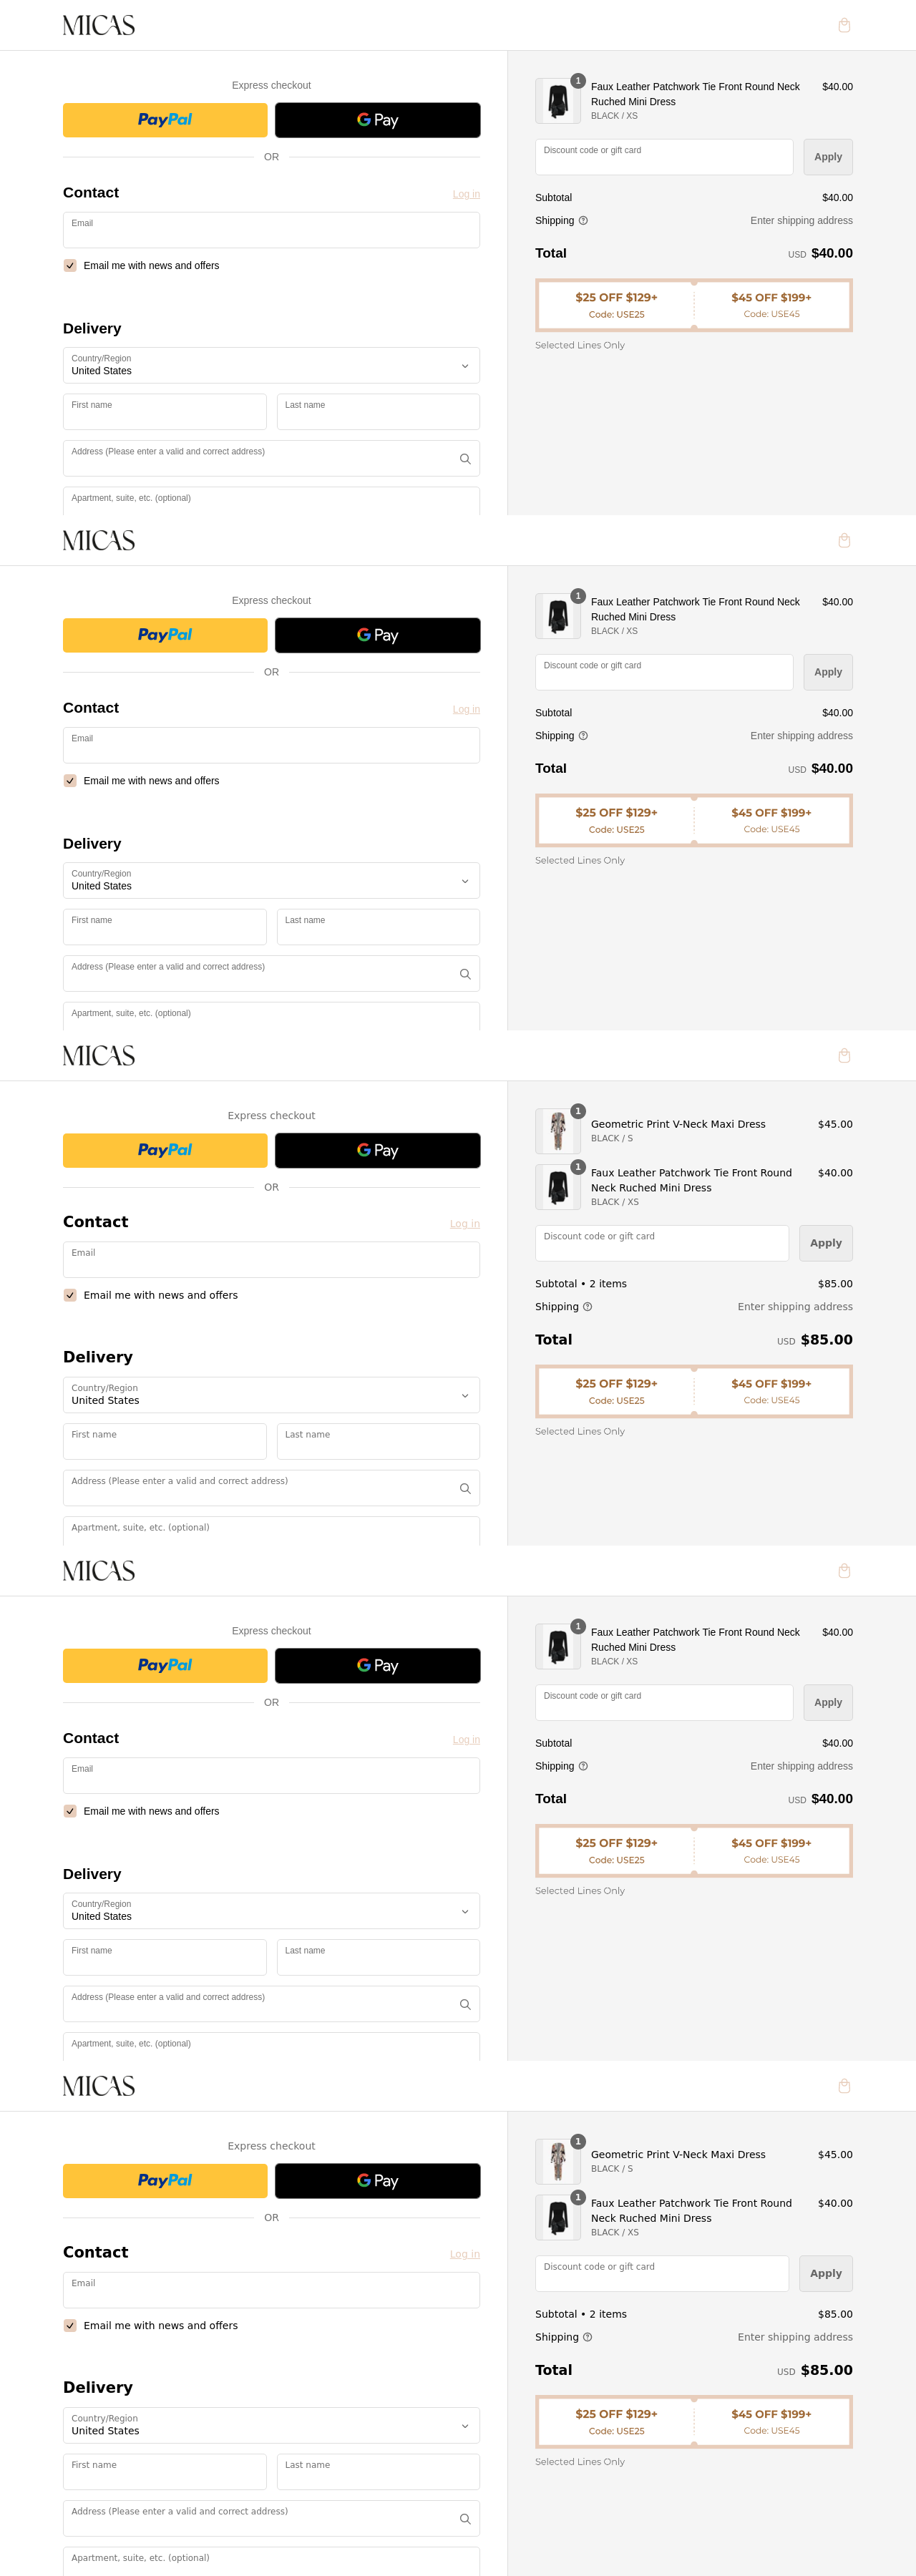 MICAS
Express checkout
PayPal
G Pay
OR
Contact
Log in
Email
Email me with news and offers
Delivery
Country/Region
United States
First name
Last name
Address (Please enter a valid and correct address)
Apartment, suite, etc. (optional)
1
Faux Leather Patchwork Tie Front Round Neck $40.00
Ruched Mini Dress
BLACK / XS
Discount code or gift card
Apply
Subtotal $40.00
Shipping Enter shipping address
Total USD $40.00
$25 OFF $129+ $45 OFF $199+
Code: USE25 Code: USE45
Selected Lines Only
MICAS
Express checkout
PayPal
G Pay
OR
Contact
Log in
Email
Email me with news and offers
Delivery
Country/Region
United States
First name
Last name
Address (Please enter a valid and correct address)
Apartment, suite, etc. (optional)
1
Faux Leather Patchwork Tie Front Round Neck $40.00
Ruched Mini Dress
BLACK / XS
Discount code or gift card
Apply
Subtotal $40.00
Shipping Enter shipping address
Total USD $40.00
$25 OFF $129+ $45 OFF $199+
Code: USE25 Code: USE45
Selected Lines Only
MICAS
Express checkout
PayPal
G Pay
OR
Contact
Log in
Email
Email me with news and offers
Delivery
Country/Region
United States
First name
Last name
Address (Please enter a valid and correct address)
Apartment, suite, etc. (optional)
1
Geometric Print V-Neck Maxi Dress $45.00
BLACK / S
1
Faux Leather Patchwork Tie Front Round $40.00
Neck Ruched Mini Dress
BLACK / XS
Discount code or gift card
Apply
Subtotal • 2 items $85.00
Shipping Enter shipping address
Total USD $85.00
$25 OFF $129+ $45 OFF $199+
Code: USE25 Code: USE45
Selected Lines Only
MICAS
Express checkout
PayPal
G Pay
OR
Contact
Log in
Email
Email me with news and offers
Delivery
Country/Region
United States
First name
Last name
Address (Please enter a valid and correct address)
Apartment, suite, etc. (optional)
1
Faux Leather Patchwork Tie Front Round Neck $40.00
Ruched Mini Dress
BLACK / XS
Discount code or gift card
Apply
Subtotal $40.00
Shipping Enter shipping address
Total USD $40.00
$25 OFF $129+ $45 OFF $199+
Code: USE25 Code: USE45
Selected Lines Only
MICAS
Express checkout
PayPal
G Pay
OR
Contact
Log in
Email
Email me with news and offers
Delivery
Country/Region
United States
First name
Last name
Address (Please enter a valid and correct address)
Apartment, suite, etc. (optional)
1
Geometric Print V-Neck Maxi Dress $45.00
BLACK / S
1
Faux Leather Patchwork Tie Front Round $40.00
Neck Ruched Mini Dress
BLACK / XS
Discount code or gift card
Apply
Subtotal • 2 items $85.00
Shipping Enter shipping address
Total USD $85.00
$25 OFF $129+ $45 OFF $199+
Code: USE25 Code: USE45
Selected Lines Only